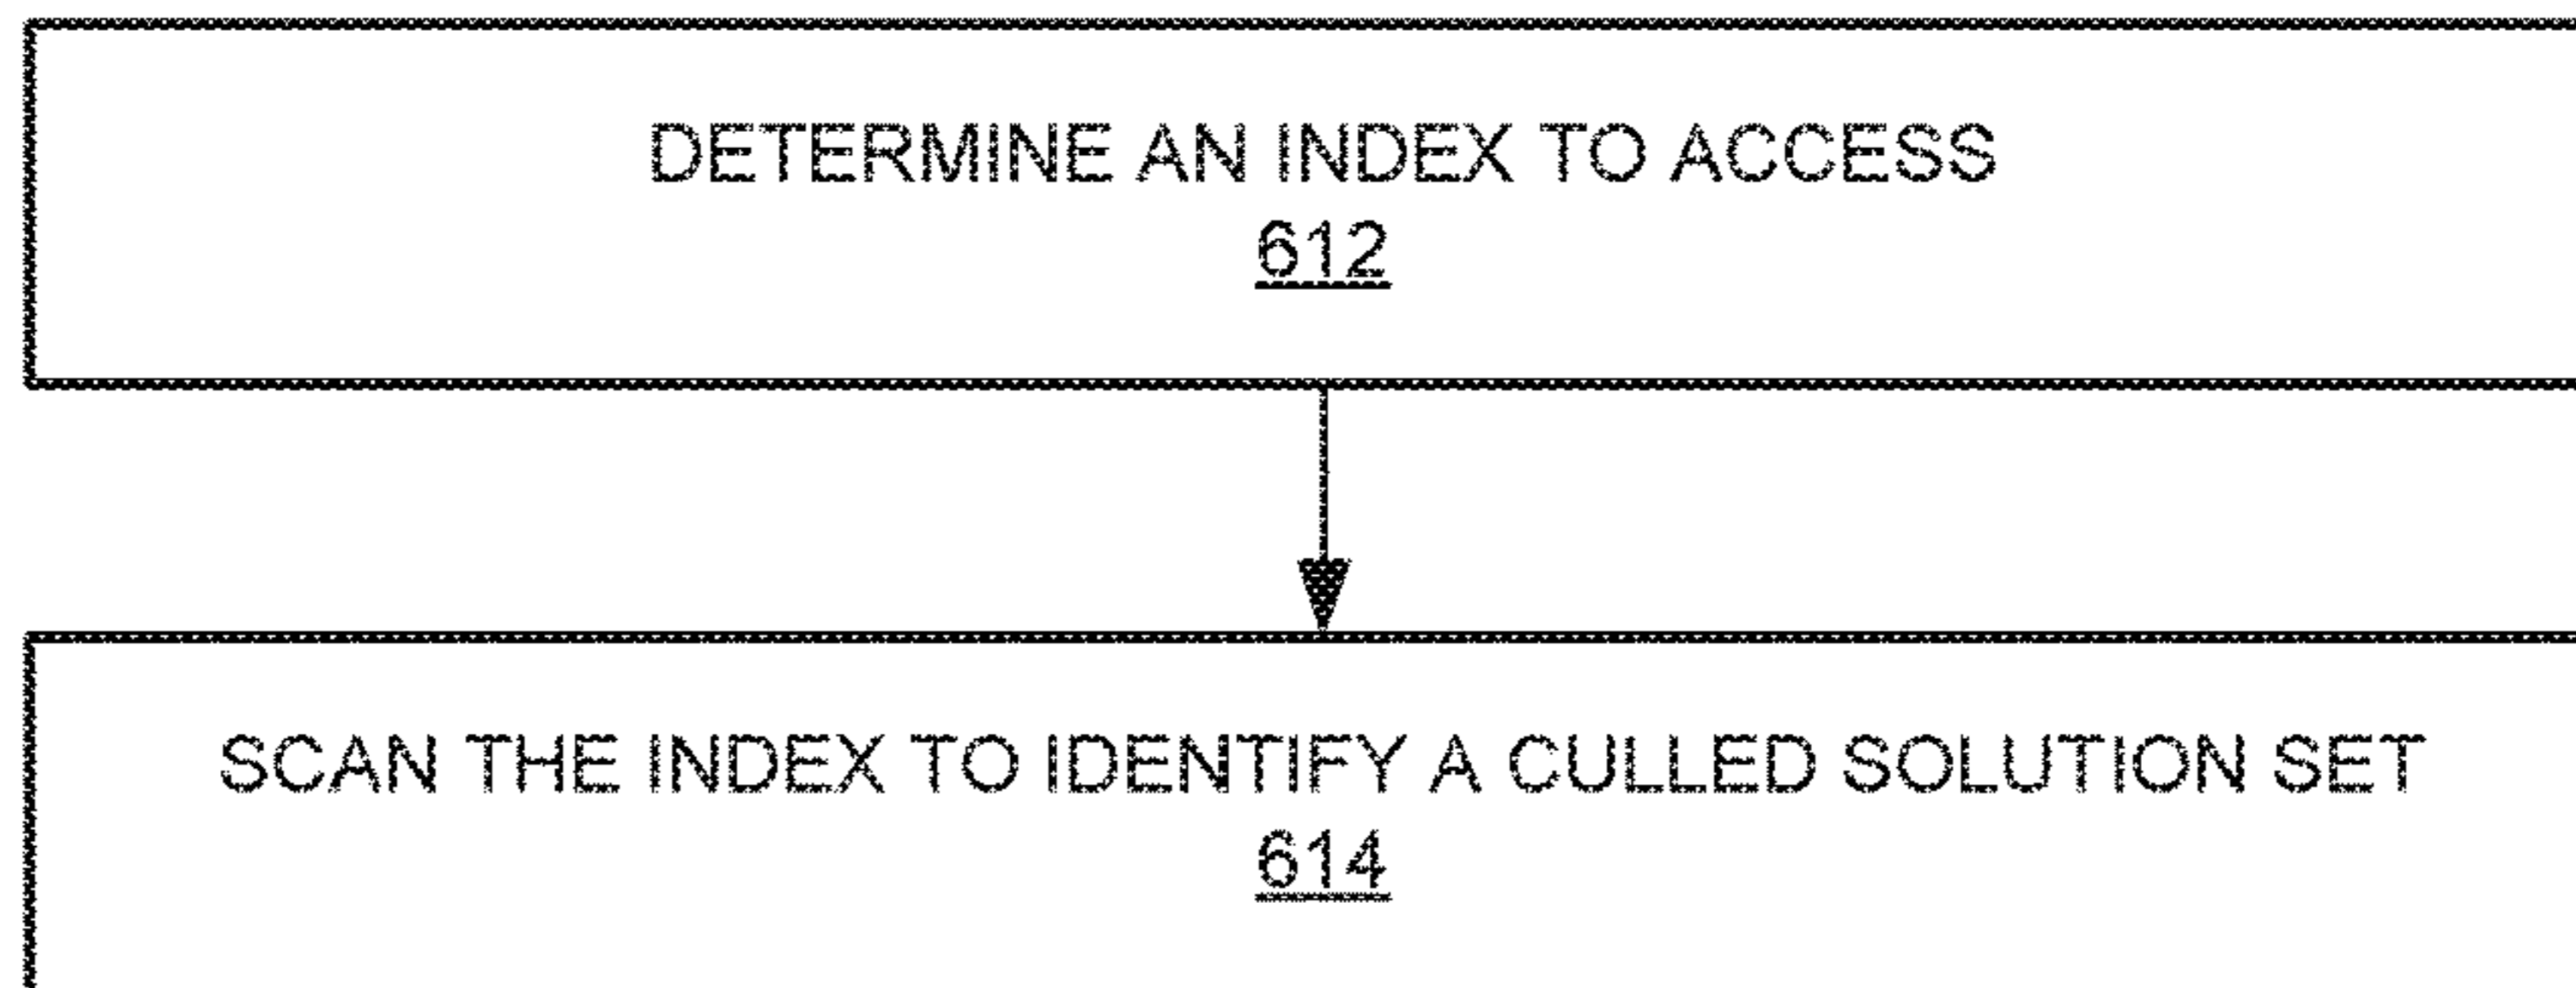 DETERMINE AN INDEX TO ACCESS
612
SCAN THE INDEX TO IDENTIFY A CULLED SOLUTION SET
614